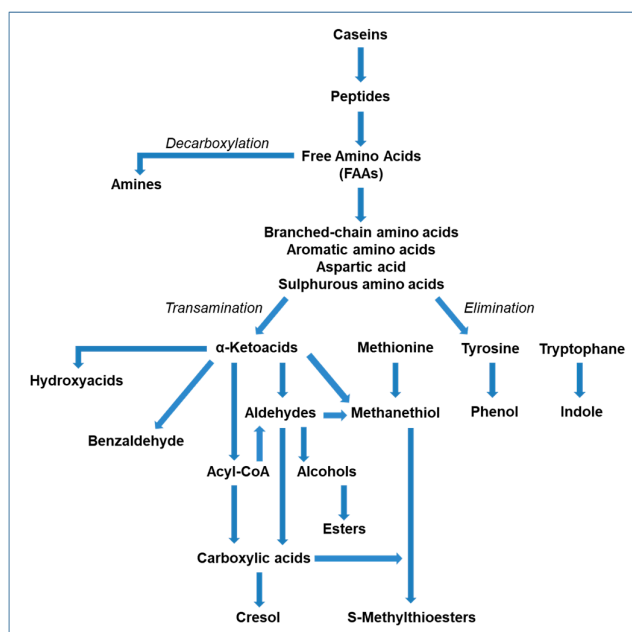 Caseins
Peptides
Decarboxylation
Free Amino Acids
(FAAs)
Amines
Branched-chain amino acids
Aromatic amino acids
Aspartic acid
Sulphurous amino acids
Transamination
Elimination
α-Ketoacids
Methionine
Tyrosine
Tryptophane
Hydroxyacids
Aldehydes
Methanethiol
Phenol
Indole
Benzaldehyde
Acyl-CoA
Alcohols
Esters
Carboxylic acids
Cresol
S-Methylthioesters